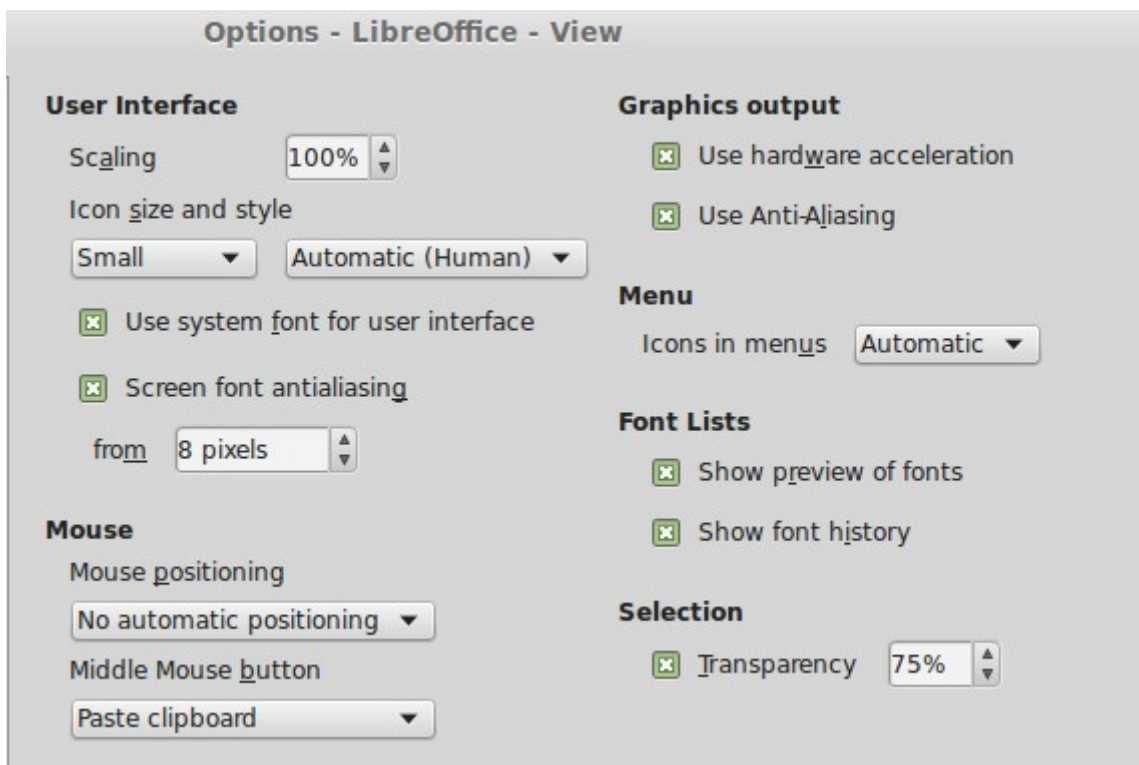 Options - LibreOffice - View
User Interface
Scaling 100%
Icon size and style
Small Automatic (Human)
Use system font for user interface
Screen font antialiasing
from 8 pixels
Mouse
Mouse positioning
No automatic positioning
Middle Mouse button
Paste clipboard
Graphics output
Use hardware acceleration
Use Anti-Aliasing
Menu
Icons in menus Automatic
Font Lists
Show preview of fonts
Show font history
Selection
Transparency 75%